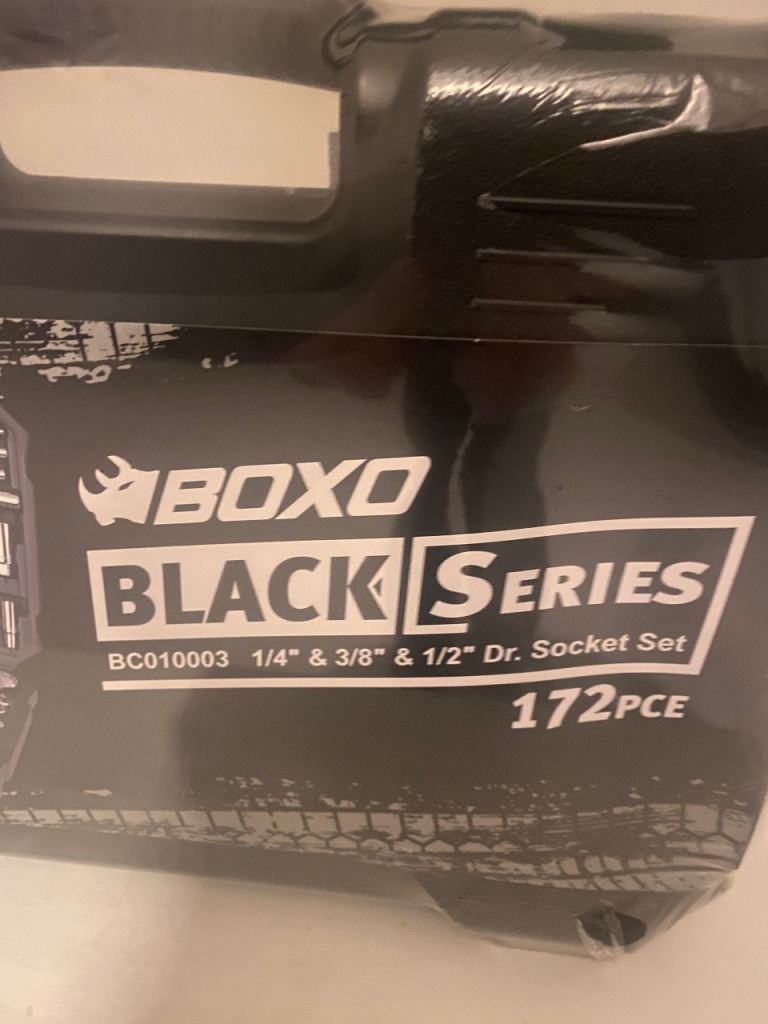 BOXO
BLACK SERIES
BC010003 1/4" & 3/8" & 1/2" Dr. Socket Set
172PCE